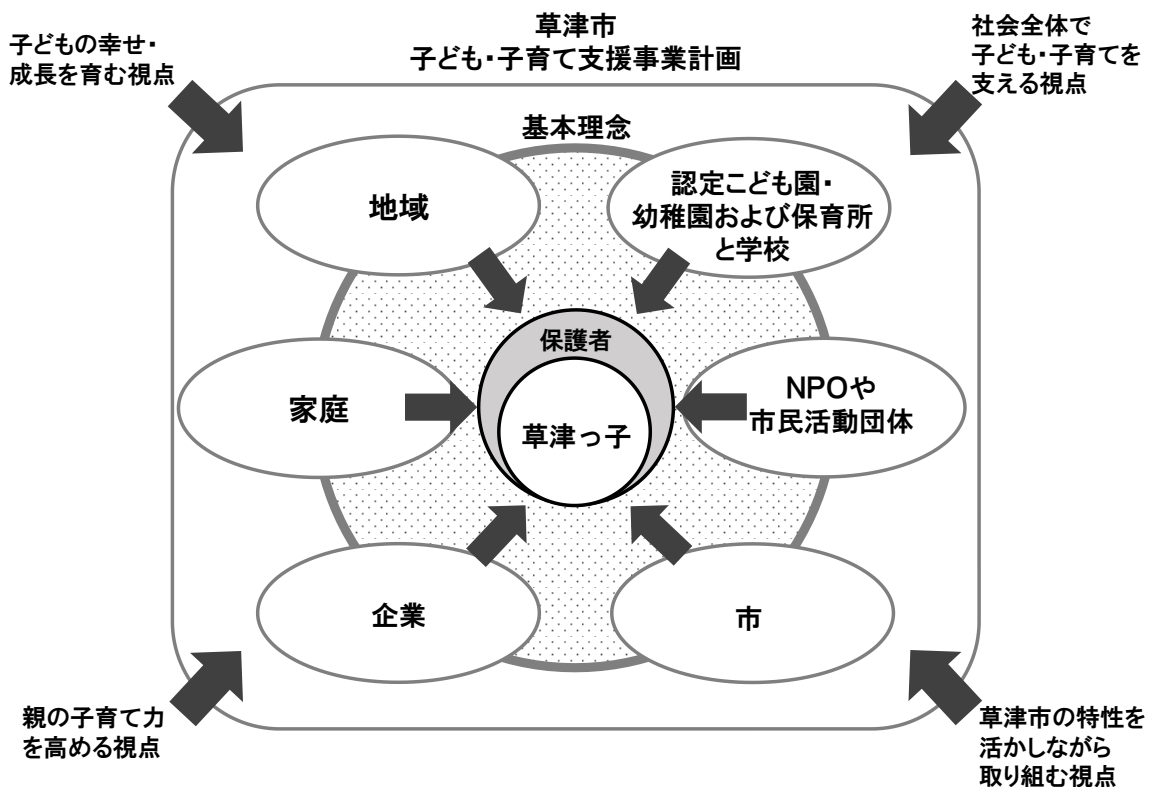 草津市
子ども・子育て支援事業計画
子どもの幸せ・
成長を育む視点
社会全体で
子ども・子育てを
支える視点
基本理念
地域
認定こども園・
幼稚園および保育所
と学校
保護者
家庭
草津っ子
NPOや
市民活動団体
企業
市
親の子育て力
を高める視点
草津市の特性を
活かしながら
取り組む視点